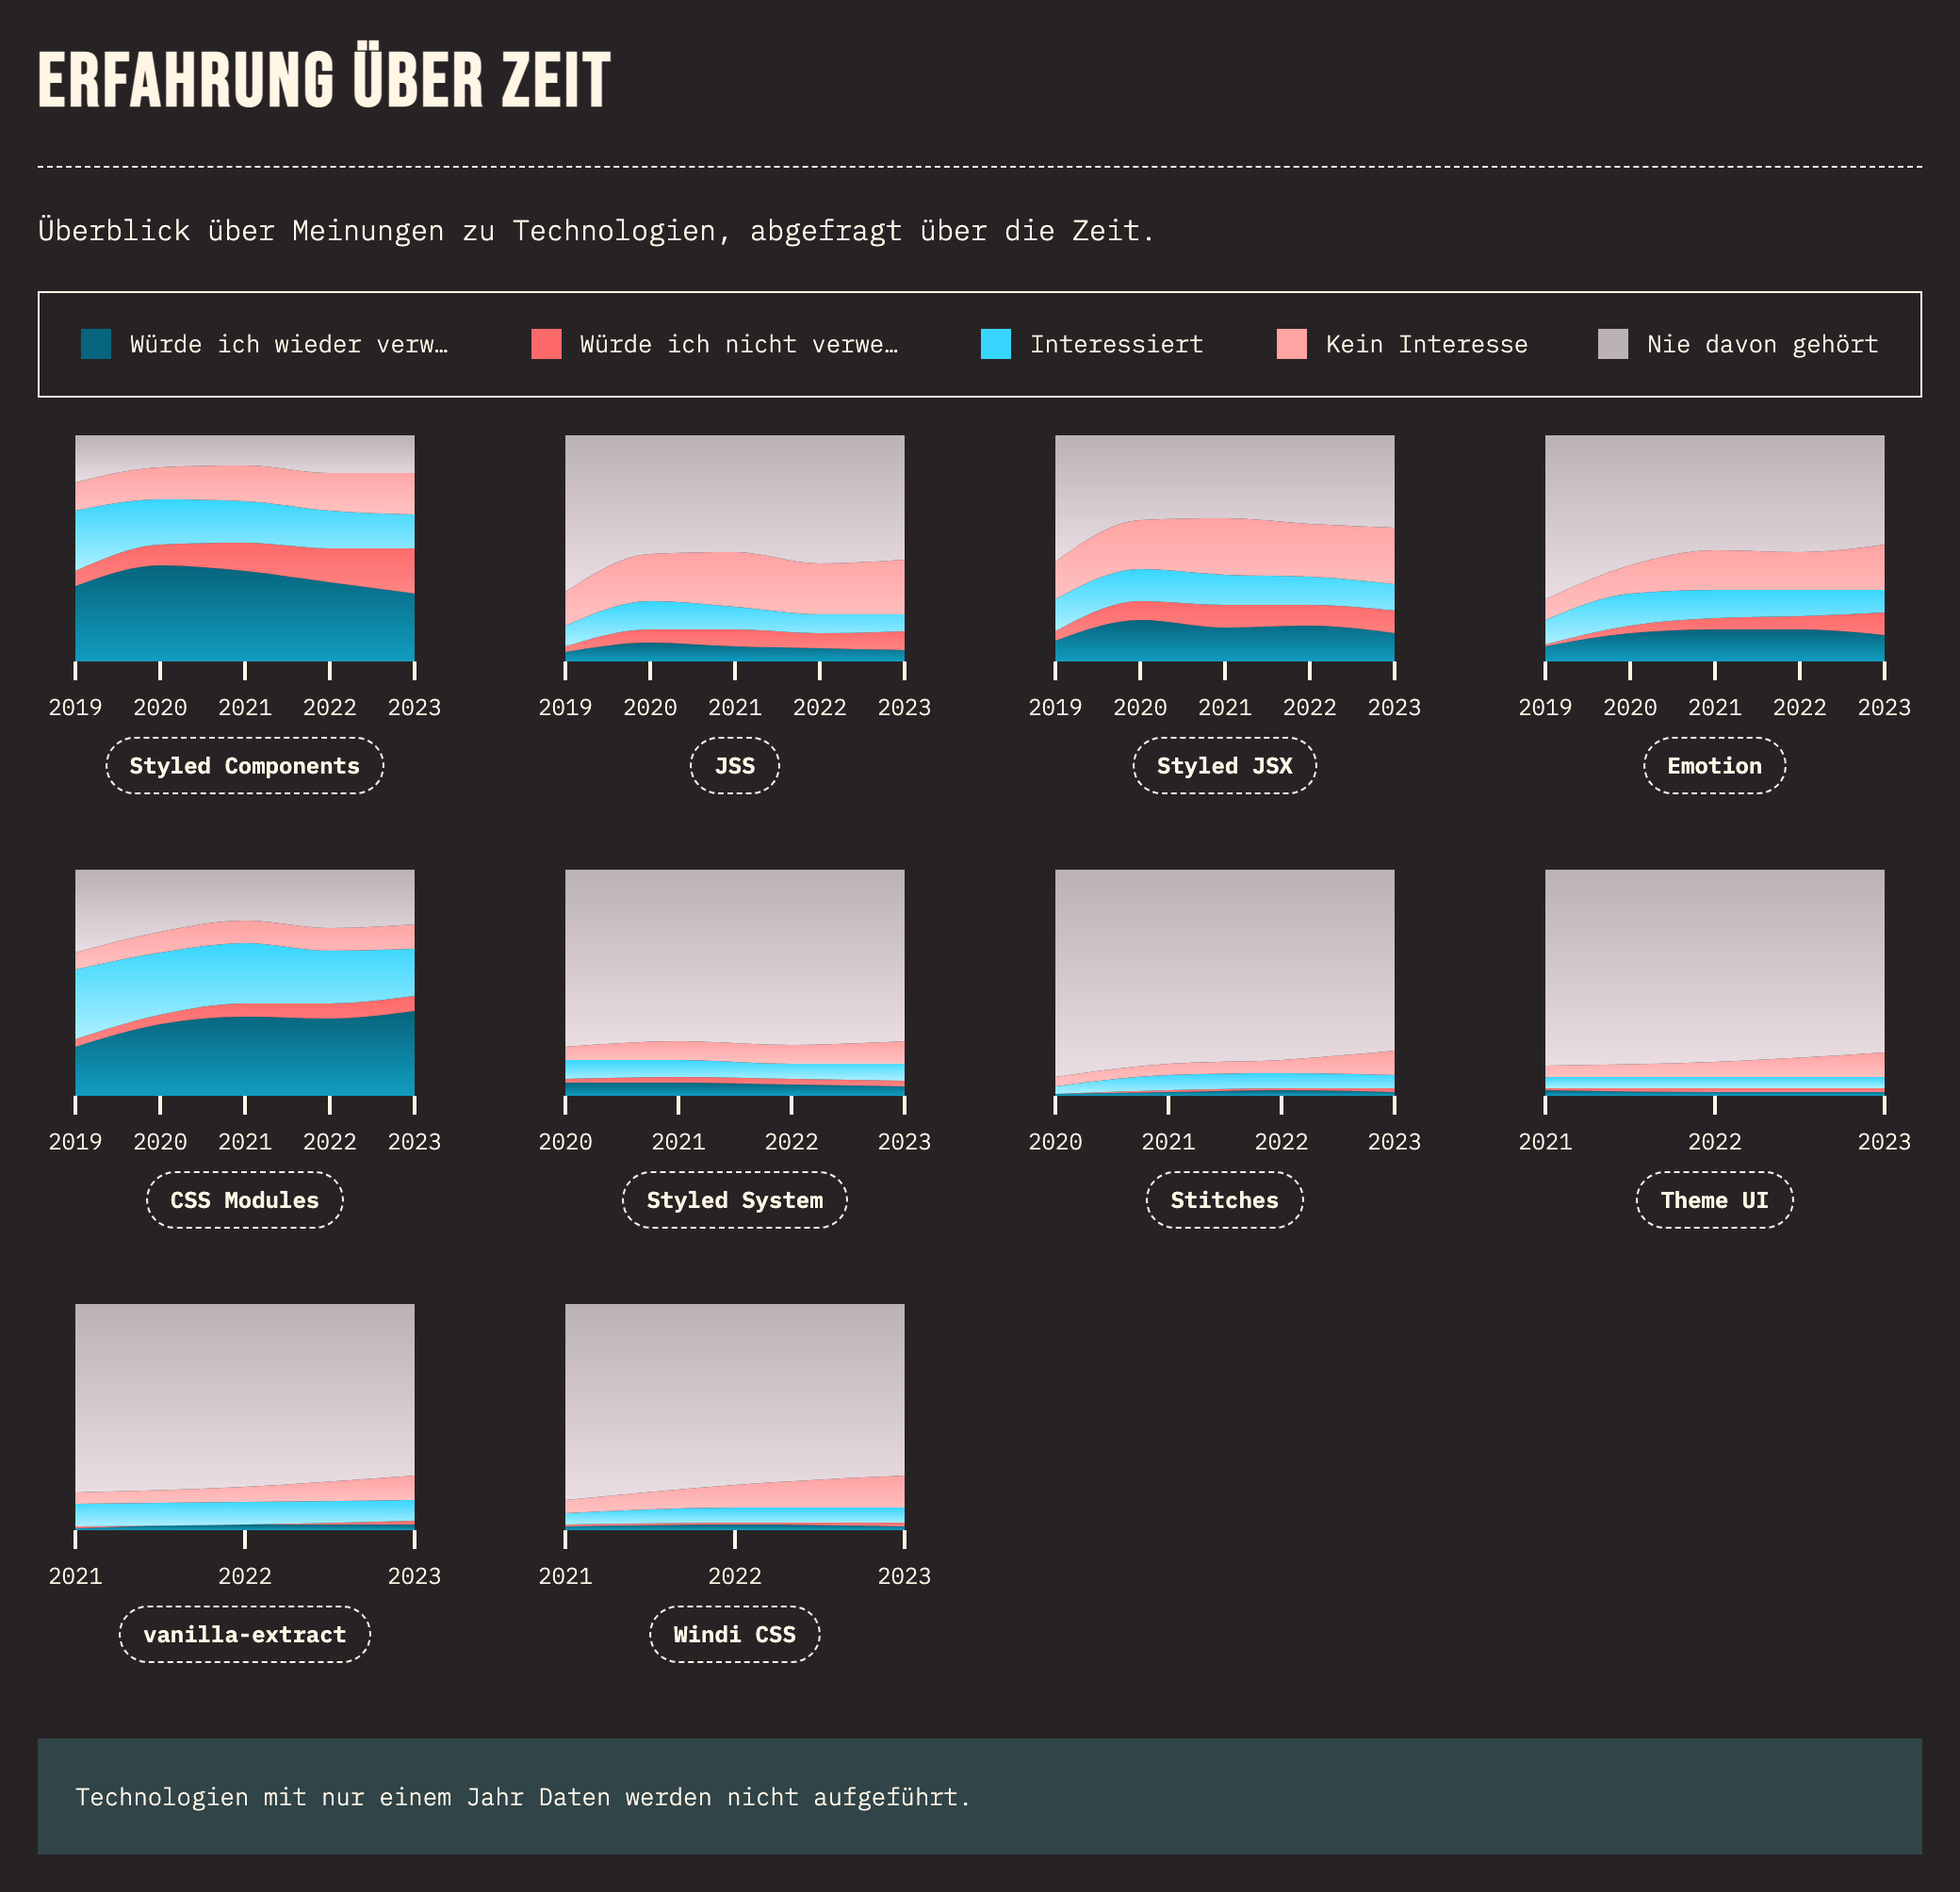 ERFAHRUNG ÜBER ZEIT
Überblick über Meinungen zu Technologien, abgefragt über die Zeit.
Würde ich wieder verw… Würde ich nicht verwe… Interessiert Kein Interesse Nie davon gehört
2019 2020 2021 2022 2023 2019 2020 2021 2022 2023 2019 2020 2021 2022 2023 2019 2020 2021 2022 2023
Styled Components JSS Styled JSX Emotion
2019 2020 2021 2022 2023 2020 2021 2022 2023 2020 2021 2022 2023 2021 2022 2023
CSS Modules Styled System Stitches Theme UI
2021 2022 2023 2021 2022 2023
vanilla-extract Windi CSS
Technologien mit nur einem Jahr Daten werden nicht aufgeführt.